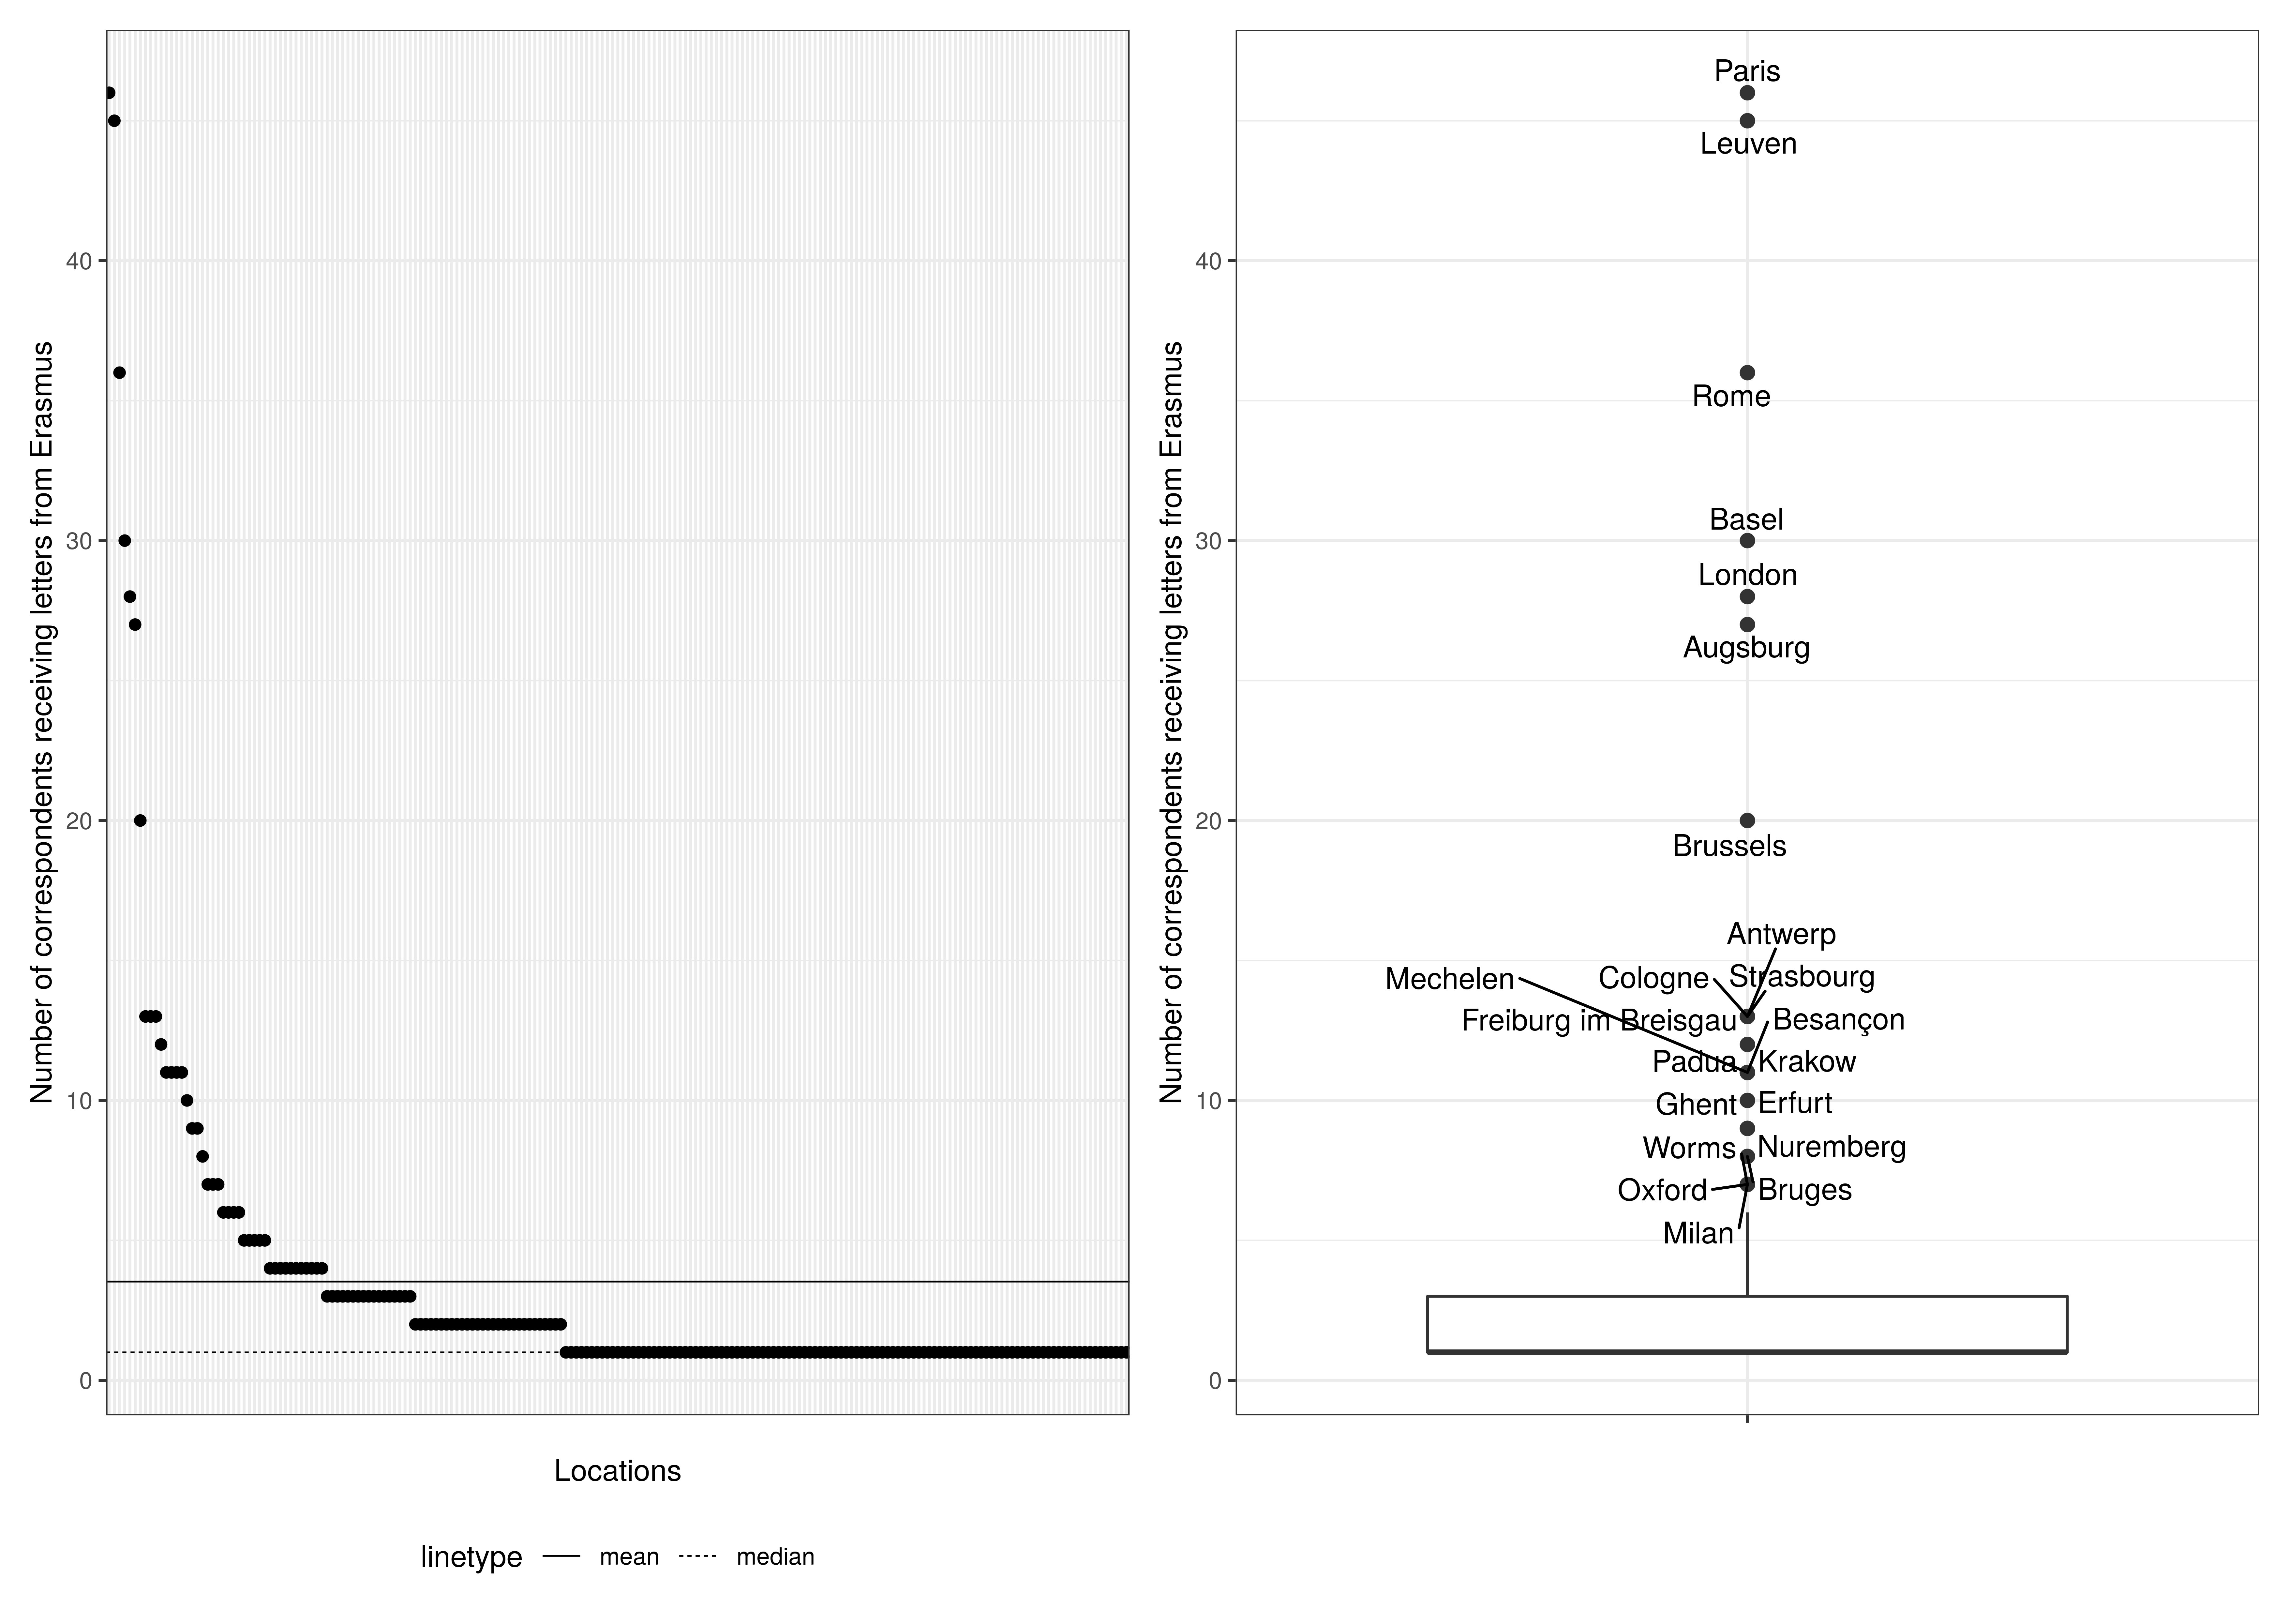 Number of correspondents receiving letters from Erasmus
40
30
20
10
0
Locations
linetype mean median
Number of correspondents receiving letters from Erasmus
40
30
20
10
0
Paris
Leuven
Rome
Basel
London
Augsburg
Brussels
Antwerp
Mechelen Cologne Strasbourg
Freiburg im Breisgau Besançon
Padua Krakow
Ghent Erfurt
Worms Nuremberg
Oxford Bruges
Milan